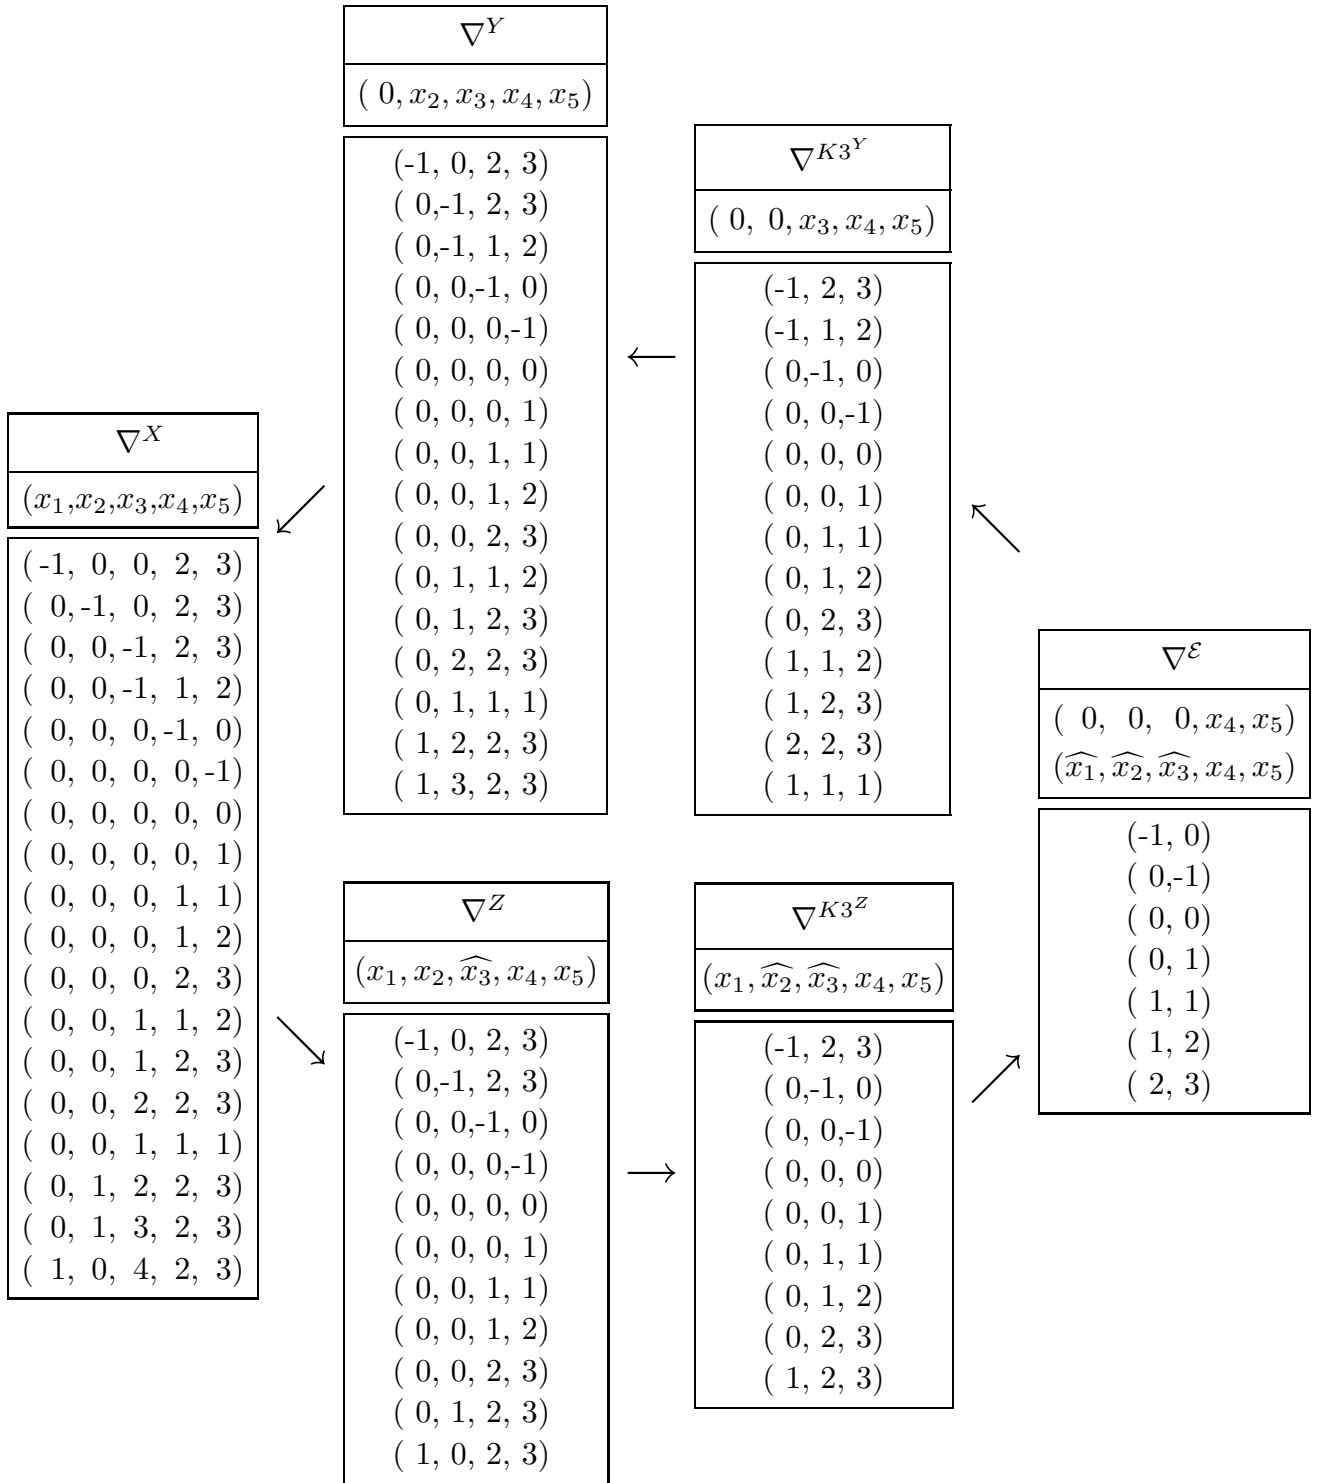 ∇^X
(x_1,x_2,x_3,x_4,x_5)
(-1, 0, 0, 2, 3)
( 0,-1, 0, 2, 3)
( 0, 0,-1, 2, 3)
( 0, 0,-1, 1, 2)
( 0, 0, 0,-1, 0)
( 0, 0, 0, 0,-1)
( 0, 0, 0, 0, 0)
( 0, 0, 0, 0, 1)
( 0, 0, 0, 1, 1)
( 0, 0, 0, 1, 2)
( 0, 0, 0, 2, 3)
( 0, 0, 1, 1, 2)
( 0, 0, 1, 2, 3)
( 0, 0, 2, 2, 3)
( 0, 0, 1, 1, 1)
( 0, 1, 2, 2, 3)
( 0, 1, 3, 2, 3)
( 1, 0, 4, 2, 3)
∇^Y
( 0, x_2, x_3, x_4, x_5)
(-1, 0, 2, 3)
( 0,-1, 2, 3)
( 0,-1, 1, 2)
( 0, 0,-1, 0)
( 0, 0, 0,-1)
( 0, 0, 0, 0)
( 0, 0, 0, 1)
( 0, 0, 1, 1)
( 0, 0, 1, 2)
( 0, 0, 2, 3)
( 0, 1, 1, 2)
( 0, 1, 2, 3)
( 0, 2, 2, 3)
( 0, 1, 1, 1)
( 1, 2, 2, 3)
( 1, 3, 2, 3)
∇^{K3^Y}
( 0, 0, x_3, x_4, x_5)
(-1, 2, 3)
(-1, 1, 2)
( 0,-1, 0)
( 0, 0,-1)
( 0, 0, 0)
( 0, 0, 1)
( 0, 1, 1)
( 0, 1, 2)
( 0, 2, 3)
( 1, 1, 2)
( 1, 2, 3)
( 2, 2, 3)
( 1, 1, 1)
∇^Z
(x_1, x_2, \widehat{x_3}, x_4, x_5)
(-1, 0, 2, 3)
( 0,-1, 2, 3)
( 0, 0,-1, 0)
( 0, 0, 0,-1)
( 0, 0, 0, 0)
( 0, 0, 0, 1)
( 0, 0, 1, 1)
( 0, 0, 1, 2)
( 0, 0, 2, 3)
( 0, 1, 2, 3)
( 1, 0, 2, 3)
∇^{K3^Z}
(x_1, \widehat{x_2}, \widehat{x_3}, x_4, x_5)
(-1, 2, 3)
( 0,-1, 0)
( 0, 0,-1)
( 0, 0, 0)
( 0, 0, 1)
( 0, 1, 1)
( 0, 1, 2)
( 0, 2, 3)
( 1, 2, 3)
∇^ℰ
( 0, 0, 0, x_4, x_5)
(\widehat{x_1}, \widehat{x_2}, \widehat{x_3}, x_4, x_5)
(-1, 0)
( 0,-1)
( 0, 0)
( 0, 1)
( 1, 1)
( 1, 2)
( 2, 3)